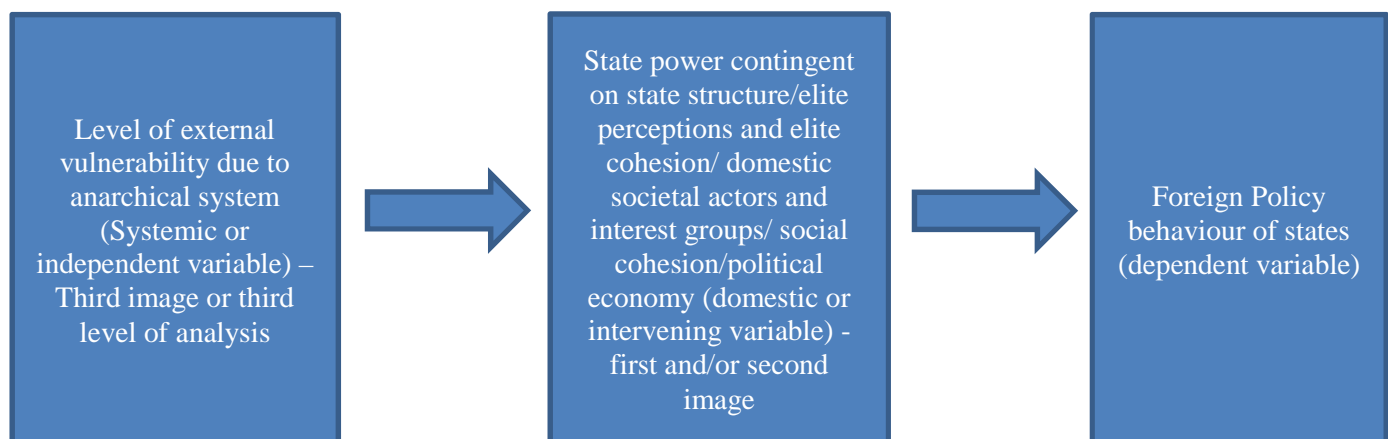 Level of external
vulnerability due to
anarchical system
(Systemic or
independent variable) –
Third image or third
level of analysis
State power contingent
on state structure/elite
perceptions and elite
cohesion/ domestic
societal actors and
interest groups/ social
cohesion/political
economy (domestic or
intervening variable) -
first and/or second
image
Foreign Policy
behaviour of states
(dependent variable)